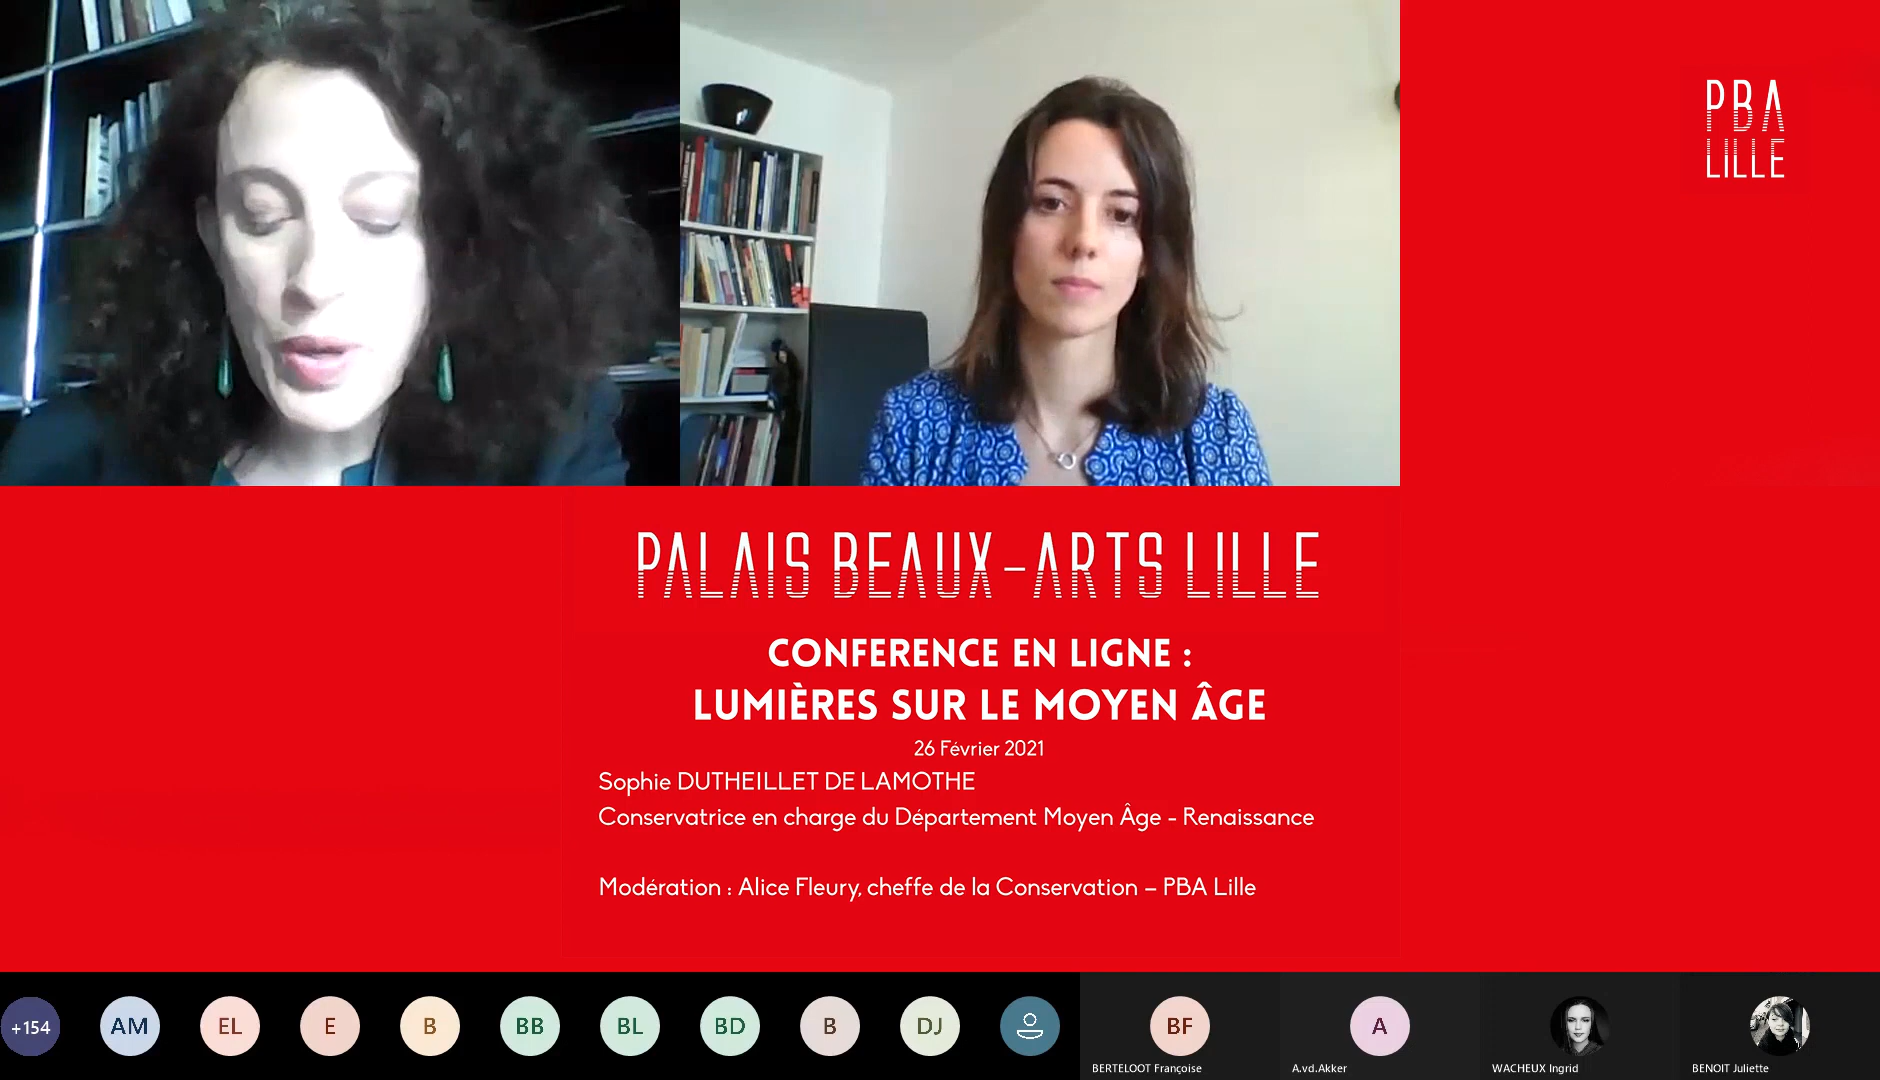 PBA
LILLE
PALAIS BEAUX-ARTS LILLE
CONFERENCE EN LIGNE :
LUMIÈRES SUR LE MOYEN ÂGE
26 Février 2021
Sophie DUTHEILLET DE LAMOTHE
Conservatrice en charge du Département Moyen Âge - Renaissance
Modération : Alice Fleury, cheffe de la Conservation – PBA Lille
+154 AM EL E B BB BL BD B DJ BF A
BERTELOOT Françoise A.vd.Akker WACHEUX Ingrid BENOIT Juliette